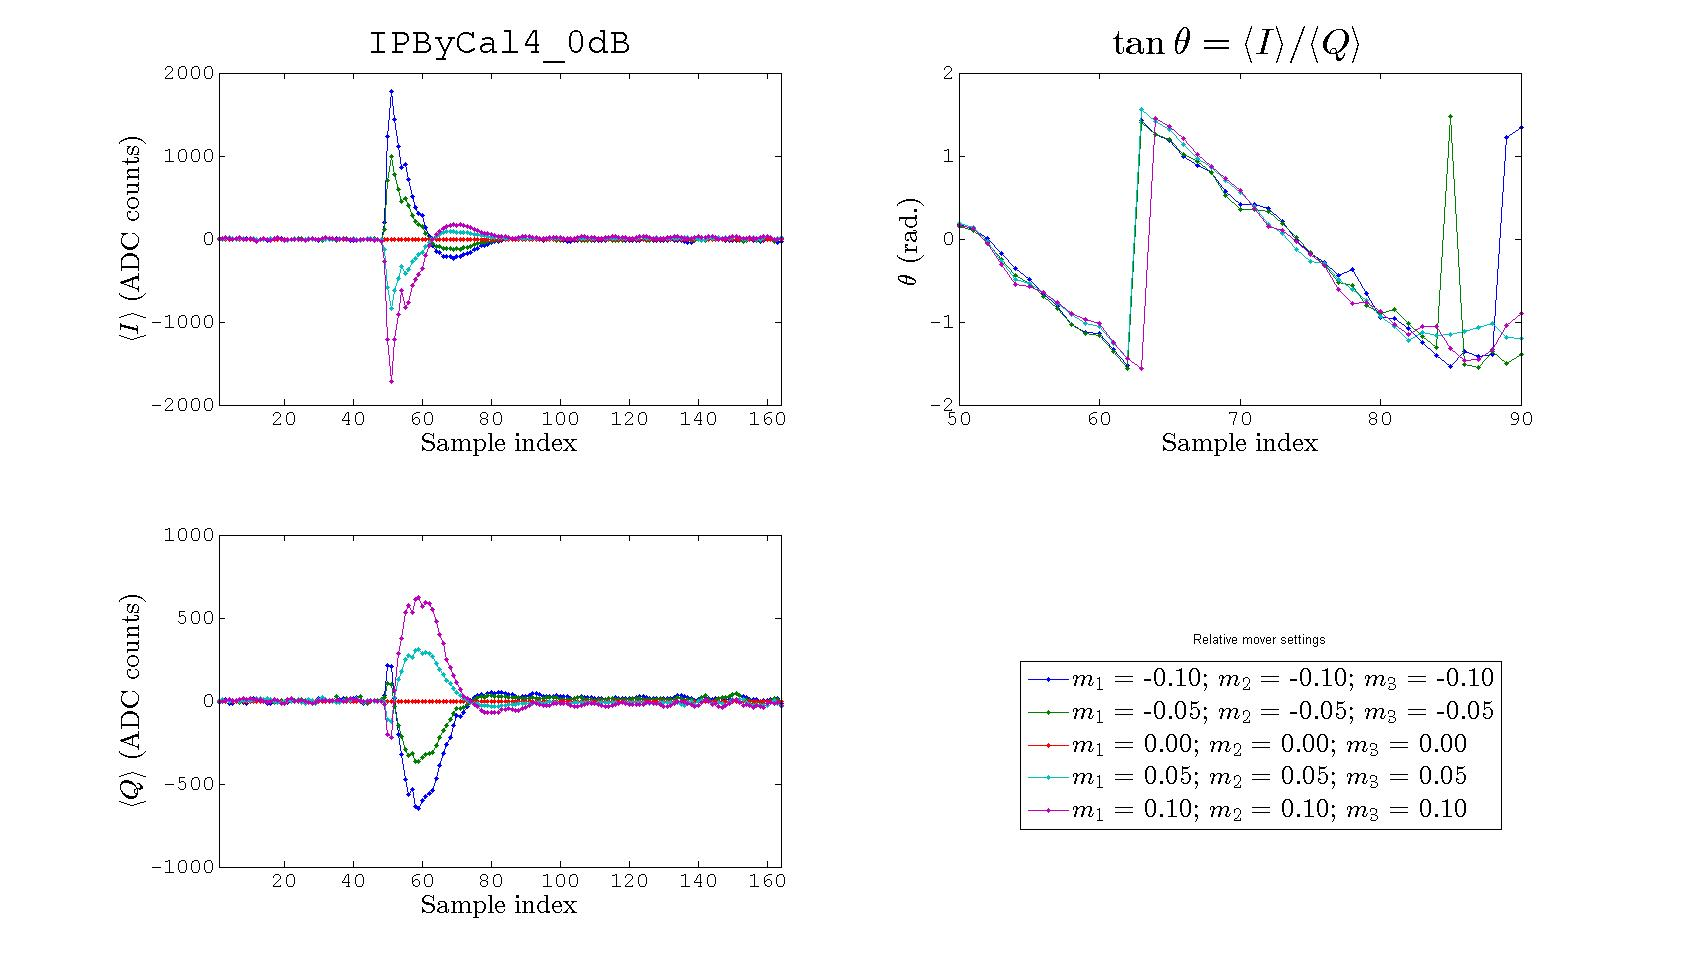 IPByCal4_0dB
2000
1000
0
−1000
−2000
⟨I⟩ (ADC counts)
20 40 60 80 100 120 140 160
Sample index
tan θ = ⟨I⟩/⟨Q⟩
2
1
0
−1
−2
θ (rad.)
50 60 70 80 90
Sample index
1000
500
0
−500
−1000
⟨Q⟩ (ADC counts)
20 40 60 80 100 120 140 160
Sample index
Relative mover settings
m₁ = -0.10; m₂ = -0.10; m₃ = -0.10
m₁ = -0.05; m₂ = -0.05; m₃ = -0.05
m₁ = 0.00; m₂ = 0.00; m₃ = 0.00
m₁ = 0.05; m₂ = 0.05; m₃ = 0.05
m₁ = 0.10; m₂ = 0.10; m₃ = 0.10